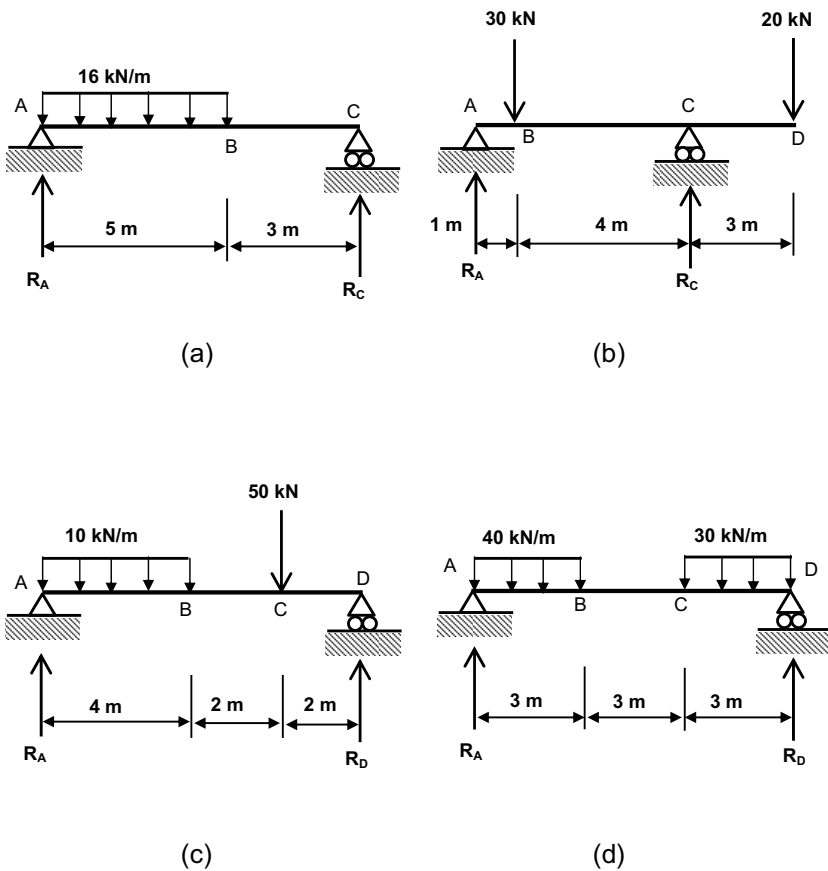 30 kN 20 kN
16 kN/m
A C A C
B B D
5 m 3 m 1 m 4 m 3 m
R_A R_C R_A R_C
(a) (b)
50 kN
10 kN/m 40 kN/m 30 kN/m
A D A D
B C B C
4 m 2 m 2 m 3 m 3 m 3 m
R_A R_D R_A R_D
(c) (d)